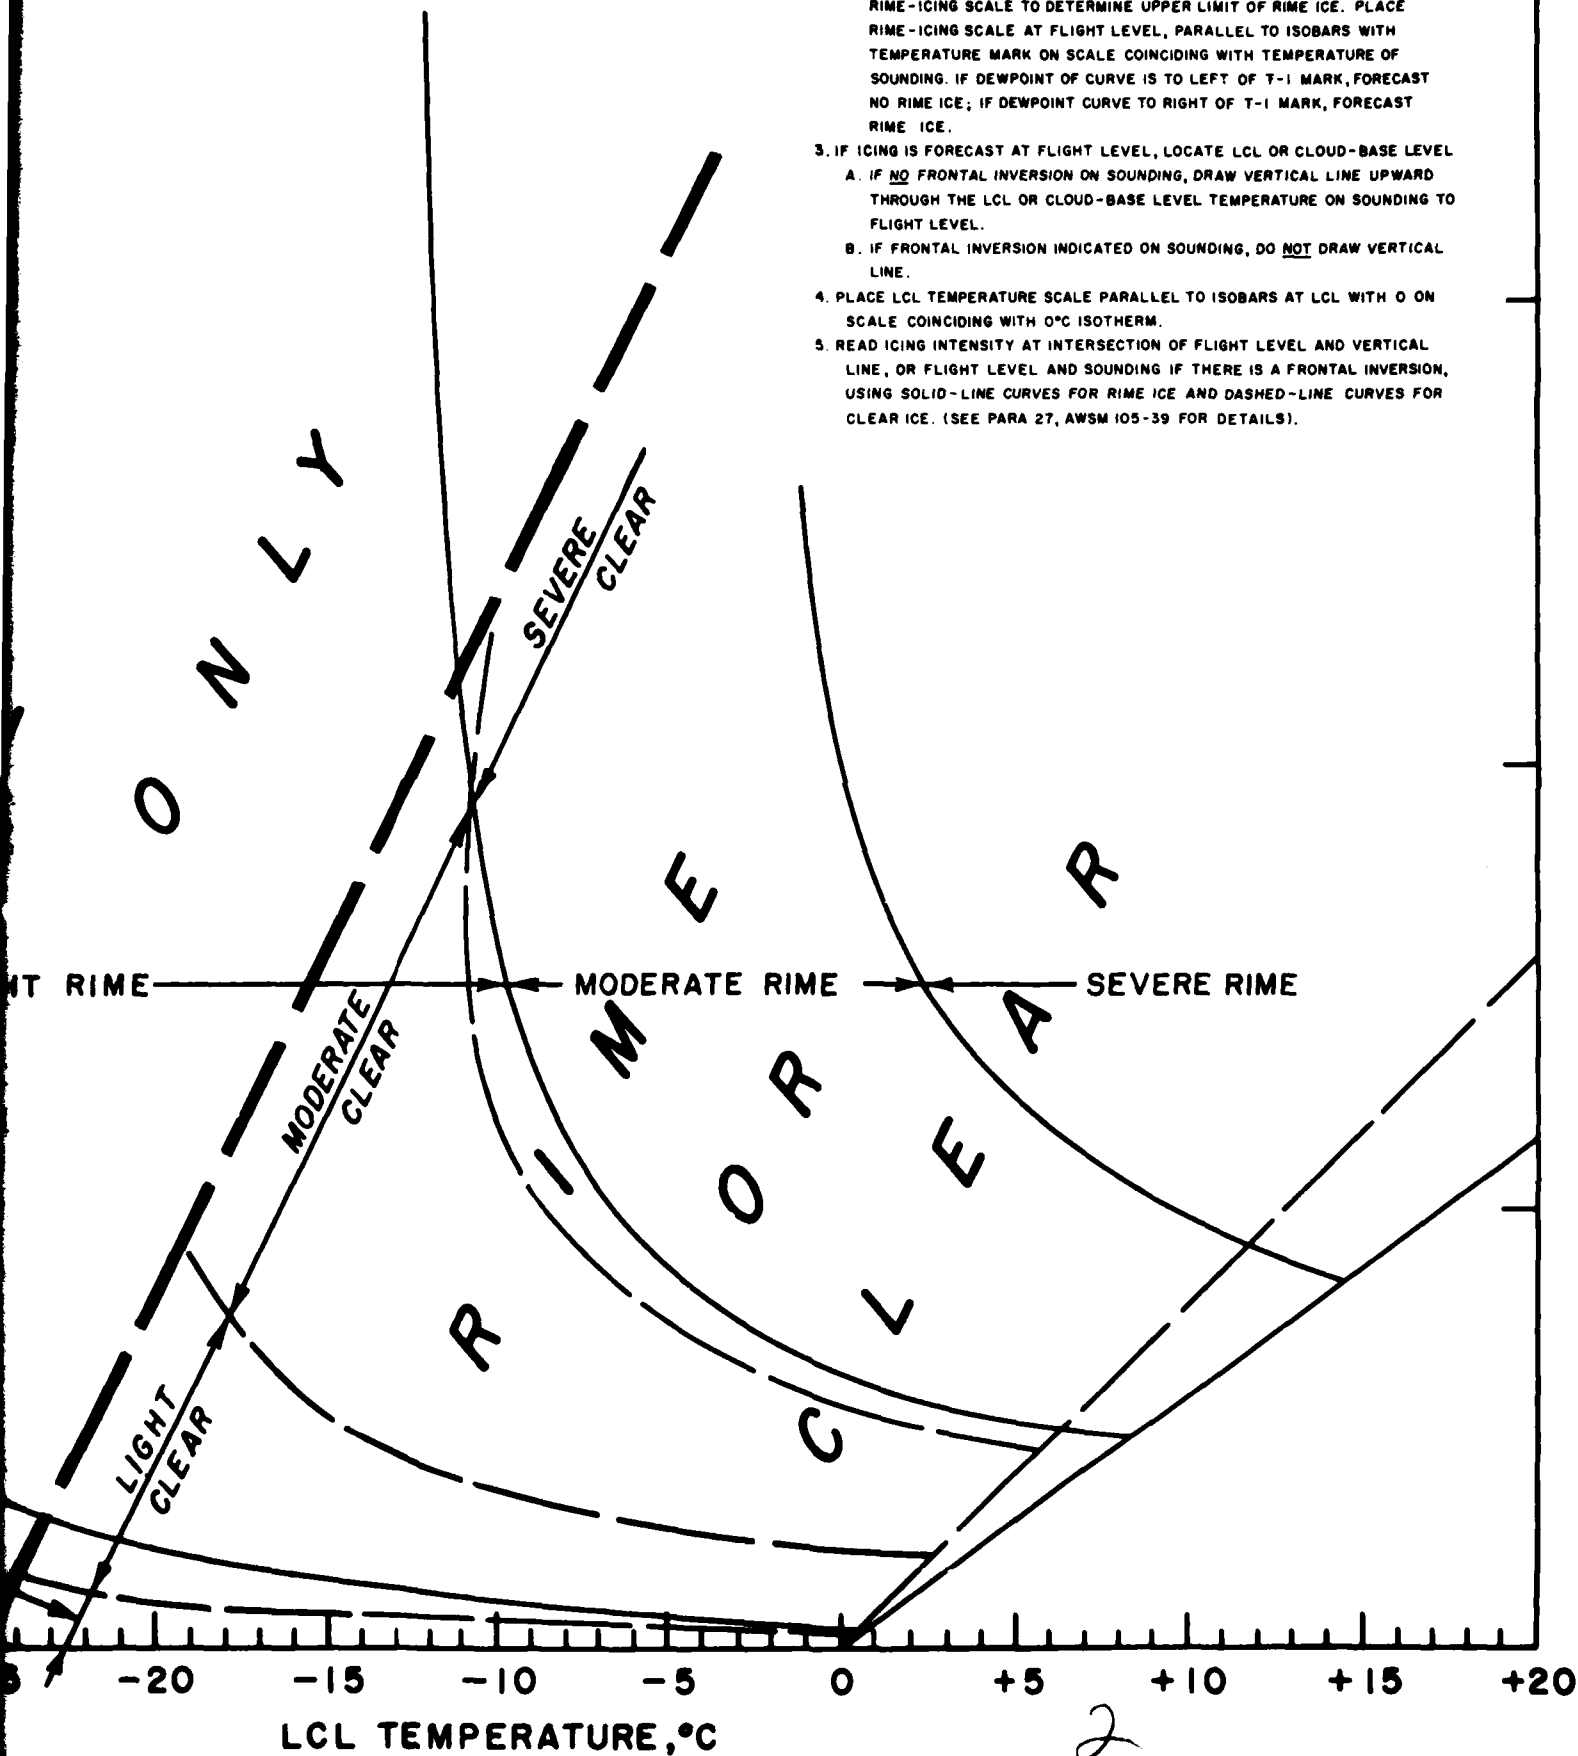 RIME-ICING SCALE TO DETERMINE UPPER LIMIT OF RIME ICE. PLACE
RIME-ICING SCALE AT FLIGHT LEVEL, PARALLEL TO ISOBARS WITH
TEMPERATURE MARK ON SCALE COINCIDING WITH TEMPERATURE OF
SOUNDING. IF DEWPOINT OF CURVE IS TO LEFT OF T-1 MARK, FORECAST
NO RIME ICE; IF DEWPOINT CURVE TO RIGHT OF T-1 MARK, FORECAST
RIME ICE.
3. IF ICING IS FORECAST AT FLIGHT LEVEL, LOCATE LCL OR CLOUD-BASE LEVEL
A. IF NO FRONTAL INVERSION ON SOUNDING, DRAW VERTICAL LINE UPWARD
THROUGH THE LCL OR CLOUD-BASE LEVEL TEMPERATURE ON SOUNDING TO
FLIGHT LEVEL.
B. IF FRONTAL INVERSION INDICATED ON SOUNDING, DO NOT DRAW VERTICAL
LINE.
4. PLACE LCL TEMPERATURE SCALE PARALLEL TO ISOBARS AT LCL WITH 0 ON
SCALE COINCIDING WITH 0°C ISOTHERM.
5. READ ICING INTENSITY AT INTERSECTION OF FLIGHT LEVEL AND VERTICAL
LINE, OR FLIGHT LEVEL AND SOUNDING IF THERE IS A FRONTAL INVERSION,
USING SOLID-LINE CURVES FOR RIME ICE AND DASHED-LINE CURVES FOR
CLEAR ICE. (SEE PARA 27, AWSM 105-39 FOR DETAILS).
ONLY
SEVERE
CLEAR
RIME
OR
CLEAR
HT RIME
MODERATE RIME
SEVERE RIME
MODERATE
CLEAR
LIGHT
CLEAR
-20 -15 -10 -5 0 +5 +10 +15 +20
LCL TEMPERATURE,°C
2